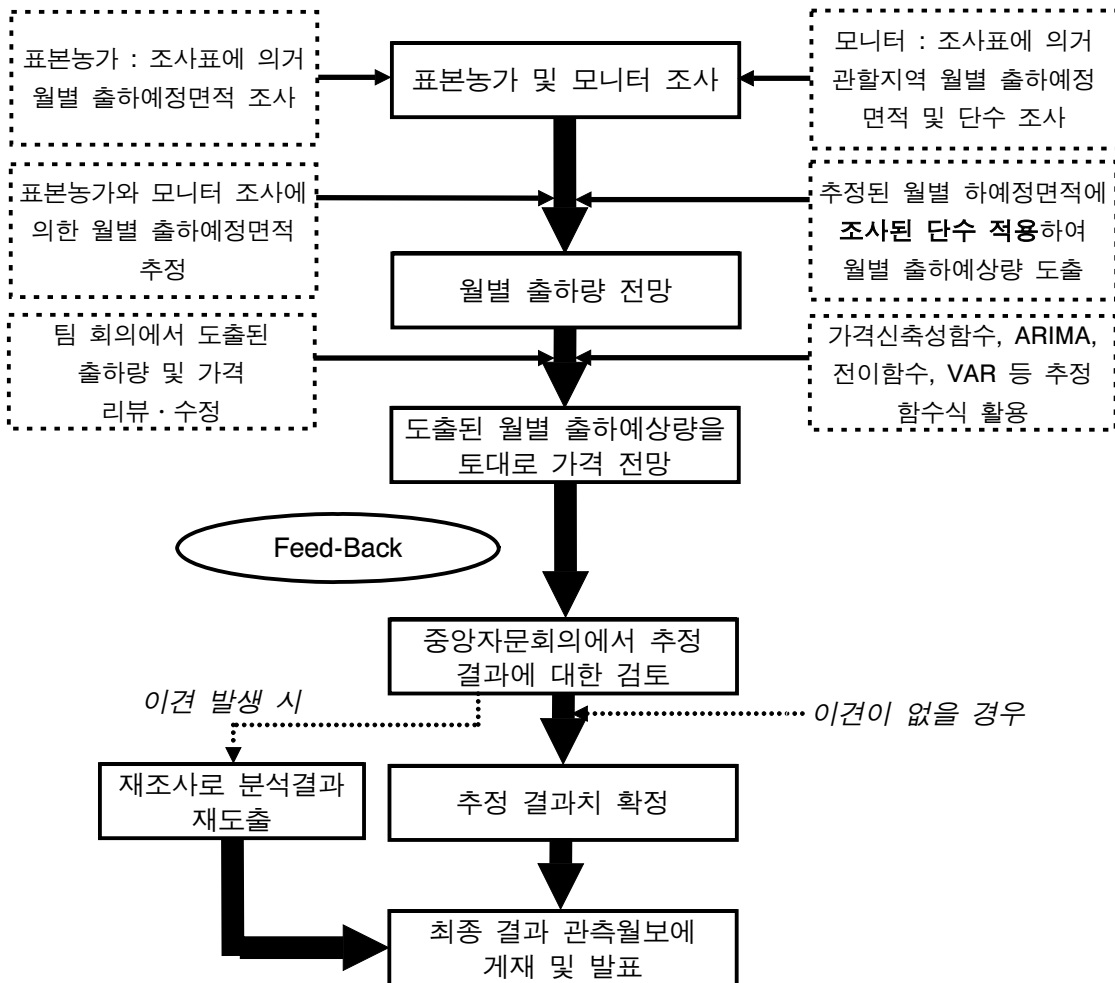 표본농가 : 조사표에 의거
월별 출하예정면적 조사
표본농가 및 모니터 조사
모니터 : 조사표에 의거
관할지역 월별 출하예정
면적 및 단수 조사
표본농가와 모니터 조사에
의한 월별 출하예정면적
추정
추정된 월별 하예정면적에
조사된 단수 적용하여
월별 출하예상량 도출
월별 출하량 전망
팀 회의에서 도출된
출하량 및 가격
리뷰 · 수정
가격신축성함수, ARIMA,
전이함수, VAR 등 추정
함수식 활용
도출된 월별 출하예상량을
토대로 가격 전망
Feed-Back
중앙자문회의에서 추정
결과에 대한 검토
이견 발생 시
이견이 없을 경우
재조사로 분석결과
재도출
추정 결과치 확정
최종 결과 관측월보에
게재 및 발표